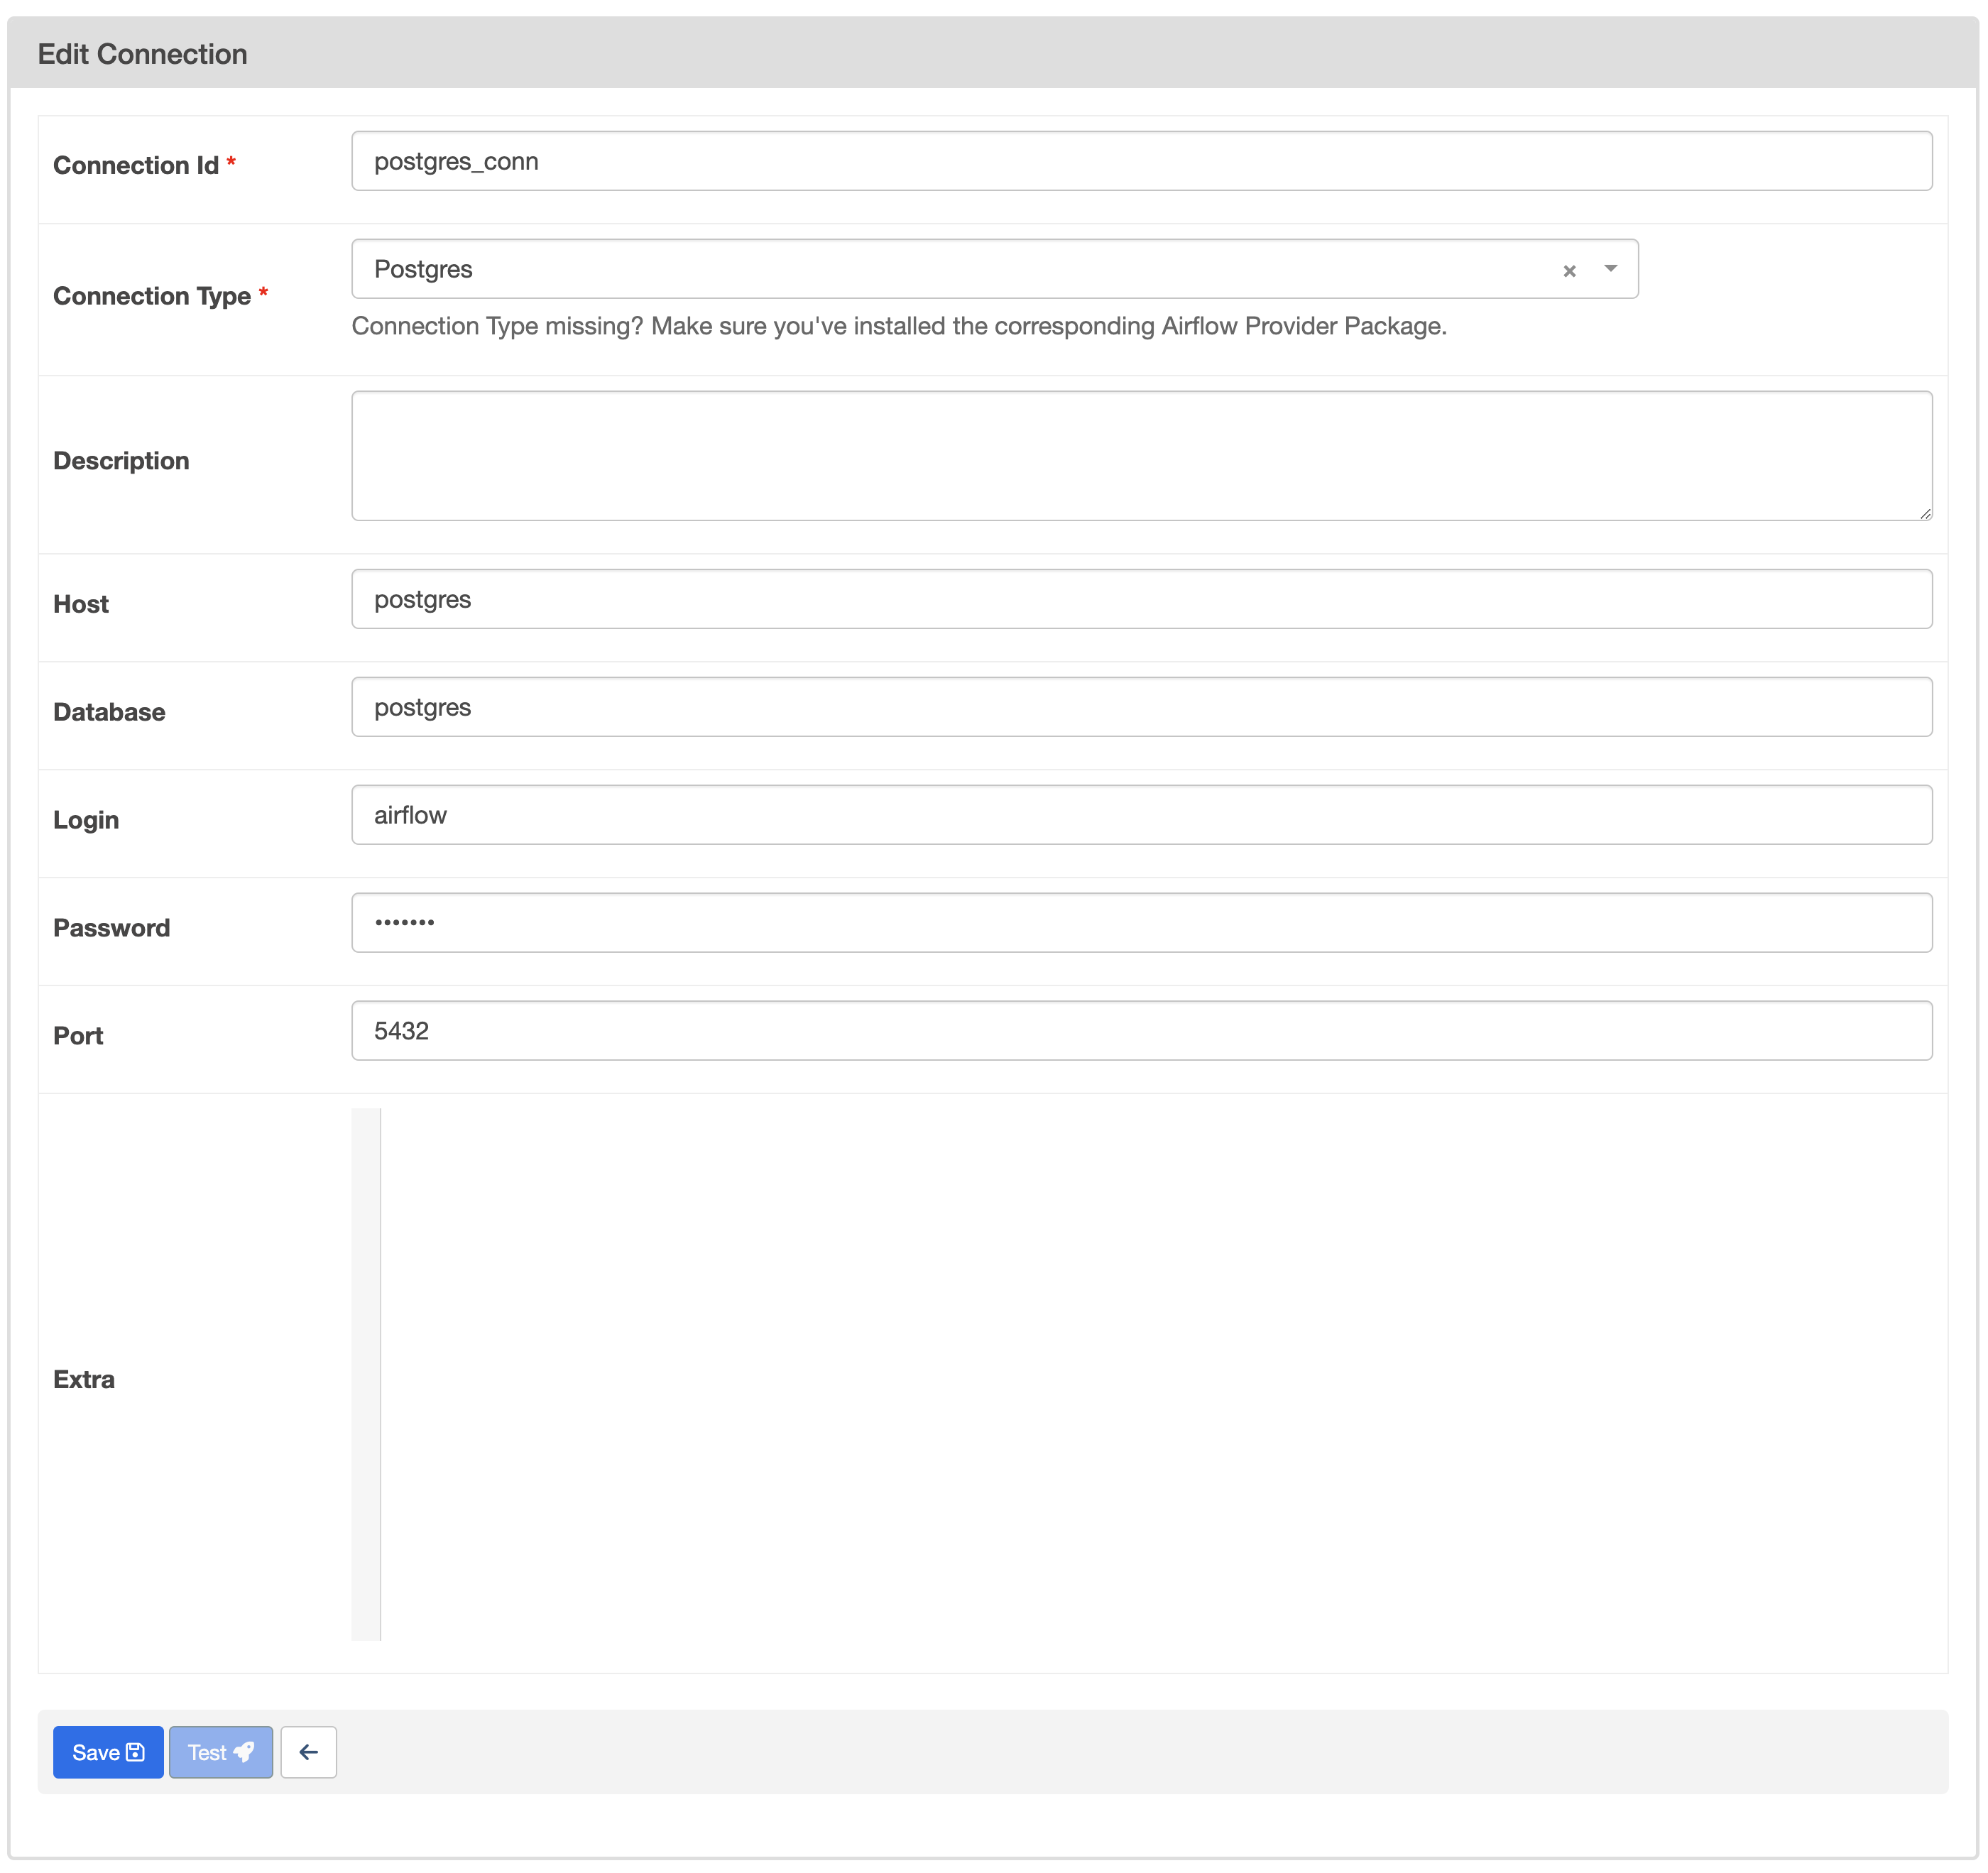 Edit Connection
Connection Id *
postgres_conn
Connection Type *
Postgres
Connection Type missing? Make sure you've installed the corresponding Airflow Provider Package.
Description
Host
postgres
Database
postgres
Login
airflow
Password
•••••••
Port
5432
Extra
Save
Test